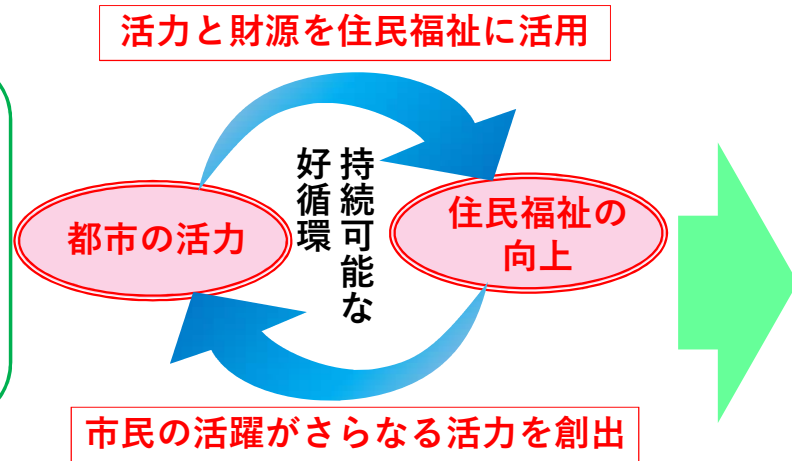 活力と財源を住民福祉に活用
持続可能な
好循環
都市の活力
住民福祉の
向上
市民の活躍がさらなる活力を創出